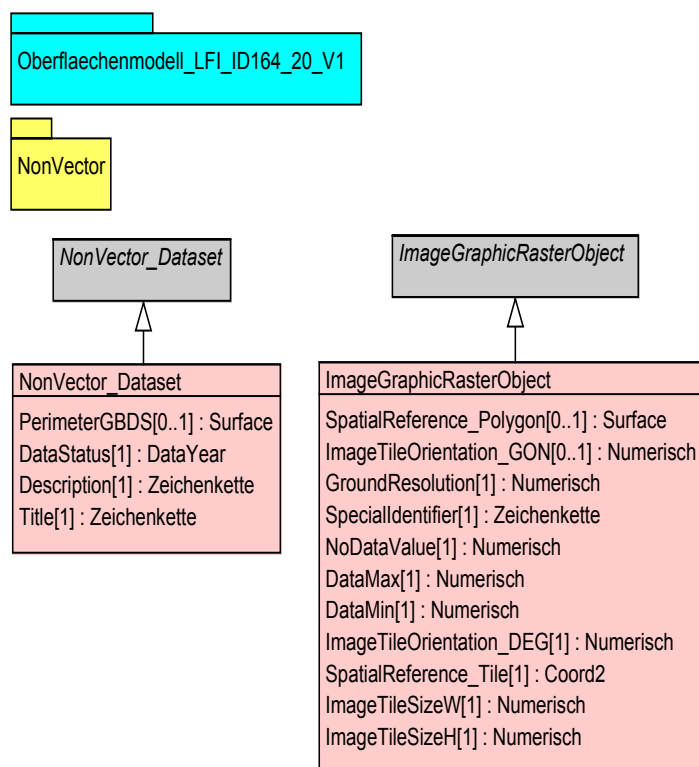 Oberflaechenmodell_LFI_ID164_20_V1
NonVector
NonVector_Dataset
ImageGraphicRasterObject
NonVector_Dataset
PerimeterGBDS[0..1] : Surface
DataStatus[1] : DataYear
Description[1] : Zeichenkette
Title[1] : Zeichenkette
ImageGraphicRasterObject
SpatialReference_Polygon[0..1] : Surface
ImageTileOrientation_GON[0..1] : Numerisch
GroundResolution[1] : Numerisch
SpecialIdentifier[1] : Zeichenkette
NoDataValue[1] : Numerisch
DataMax[1] : Numerisch
DataMin[1] : Numerisch
ImageTileOrientation_DEG[1] : Numerisch
SpatialReference_Tile[1] : Coord2
ImageTileSizeW[1] : Numerisch
ImageTileSizeH[1] : Numerisch